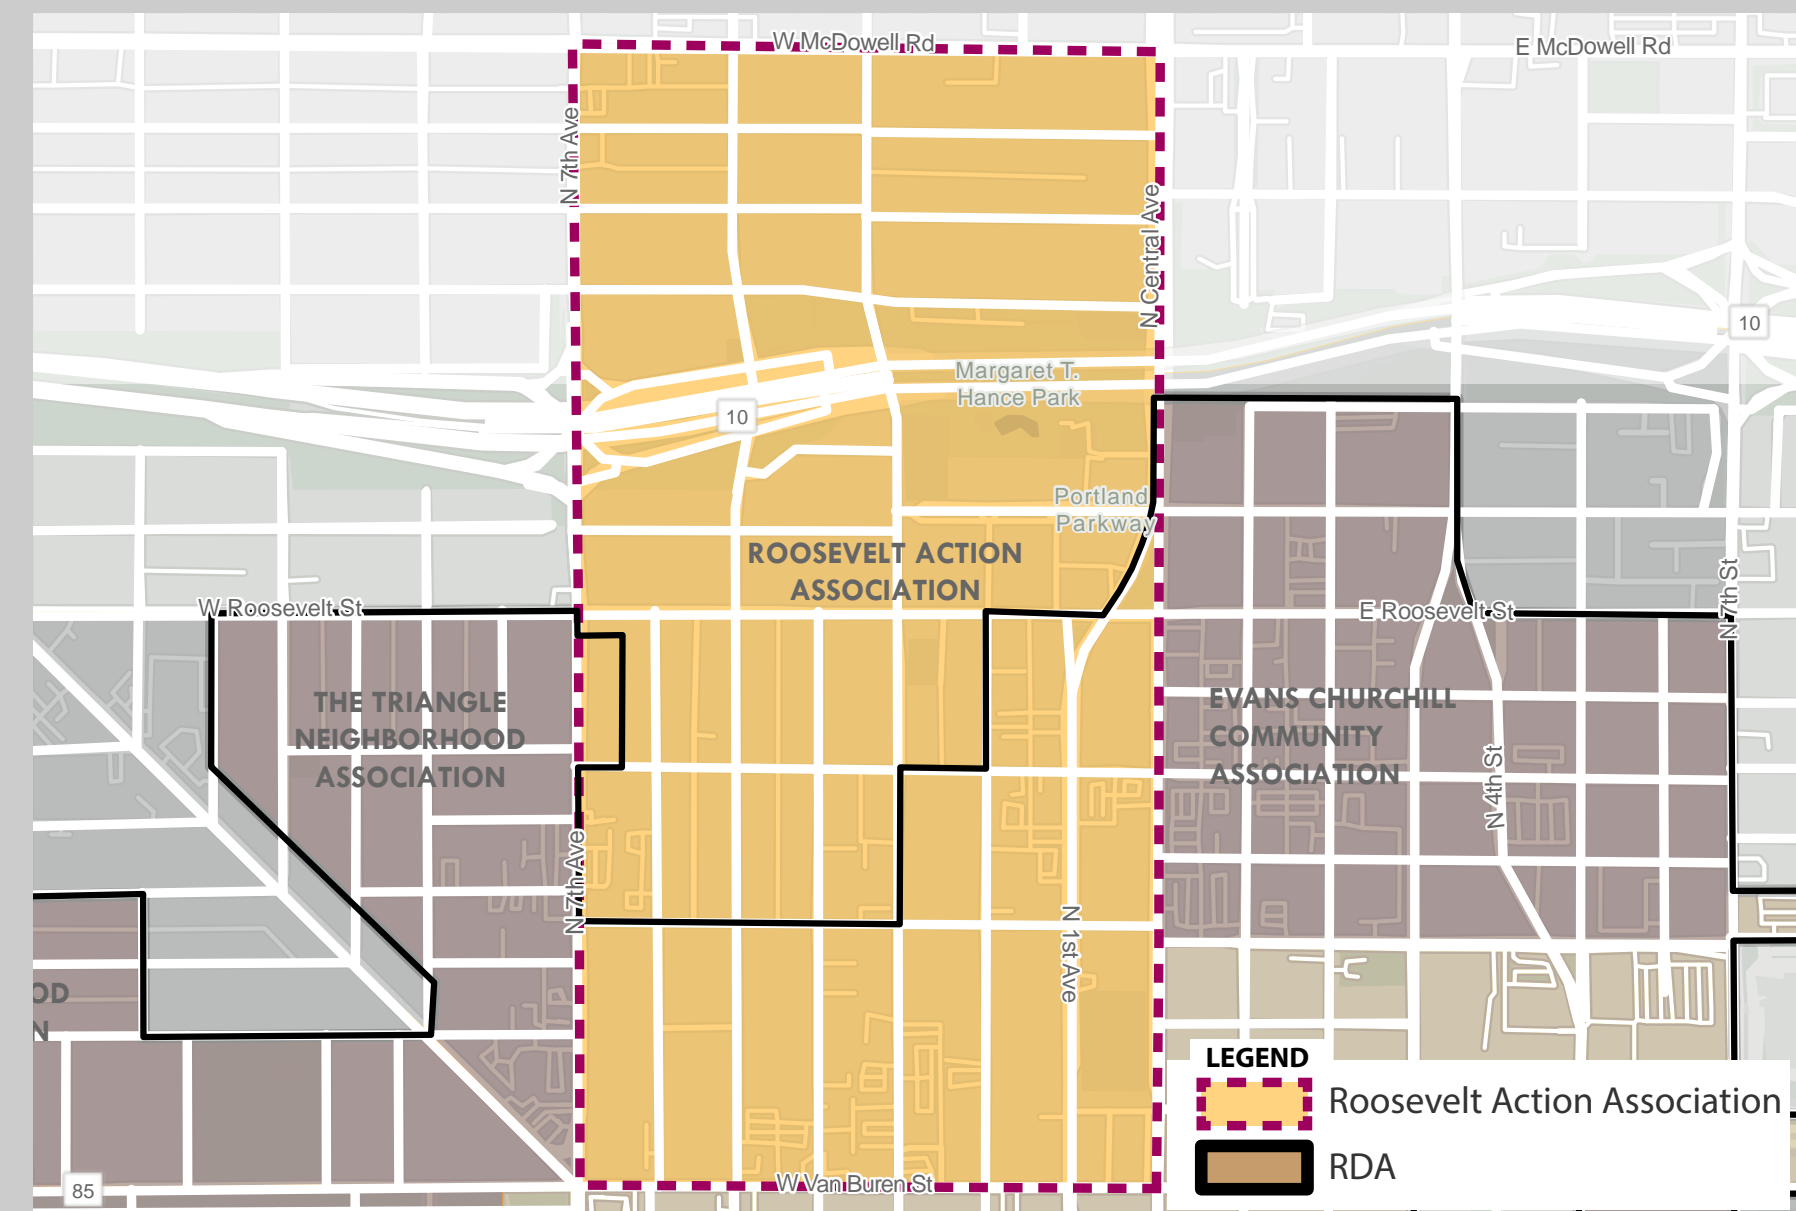 W McDowell Rd
E McDowell Rd
N 7th Ave
N Central Ave
10
Margaret T.
Hance Park
10
Portland
Parkway
ROOSEVELT ACTION
ASSOCIATION
W Roosevelt St
E Roosevelt St
N 7th St
THE TRIANGLE
NEIGHBORHOOD
ASSOCIATION
EVANS CHURCHILL
COMMUNITY
ASSOCIATION
N 4th St
N 7th Ave
N 1st Ave
OD
N
LEGEND
Roosevelt Action Association
RDA
W Van Buren St
85